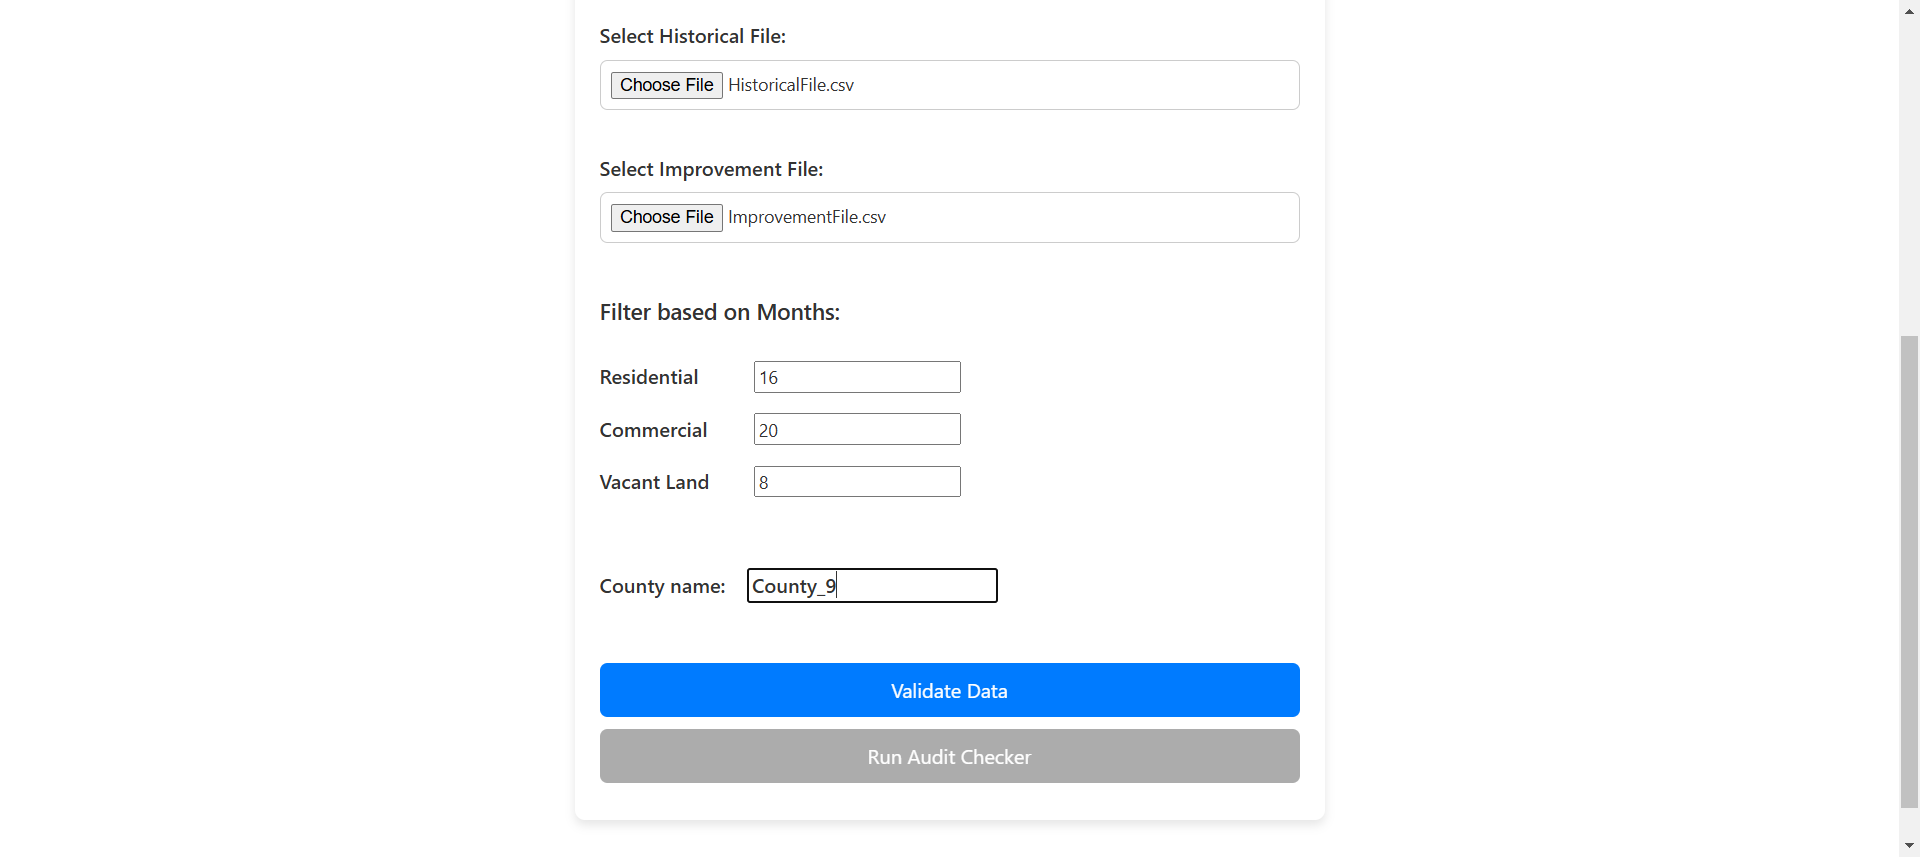 Select Historical File:
Choose File HistoricalFile.csv
Select Improvement File:
Choose File ImprovementFile.csv
Filter based on Months:
Residential 16
Commercial 20
Vacant Land 8
County name: County_9
Validate Data
Run Audit Checker